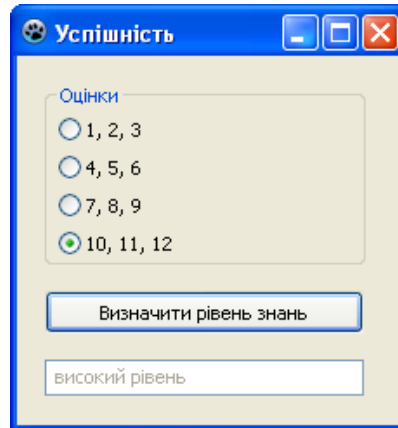 Успішність
Оцінки
1, 2, 3
4, 5, 6
7, 8, 9
10, 11, 12
Визначити рівень знань
високий рівень